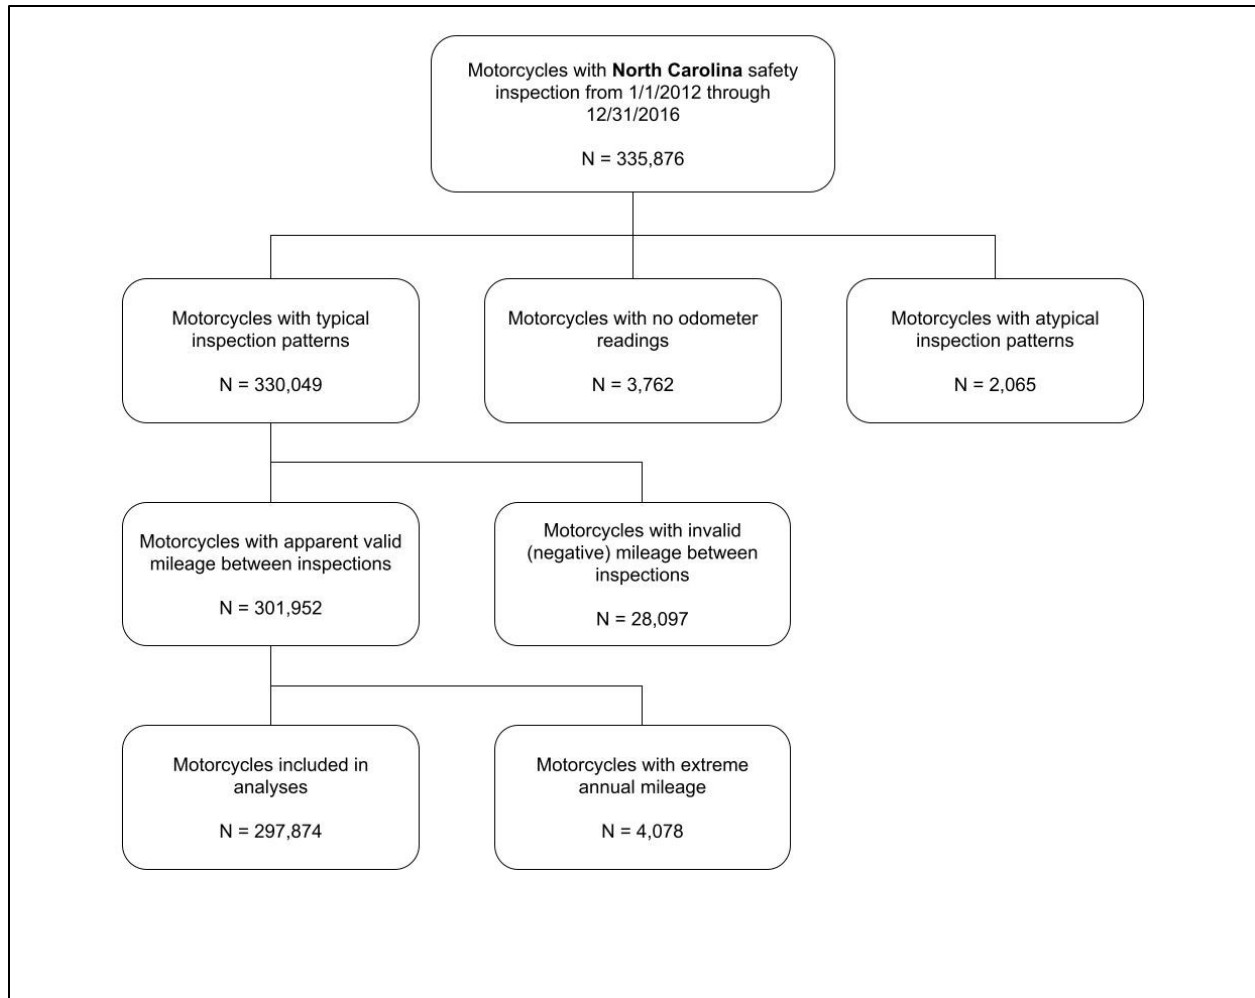 Motorcycles with North Carolina safety
inspection from 1/1/2012 through
12/31/2016
N = 335,876
Motorcycles with typical
inspection patterns
N = 330,049
Motorcycles with no odometer
readings
N = 3,762
Motorcycles with atypical
inspection patterns
N = 2,065
Motorcycles with apparent valid
mileage between inspections
N = 301,952
Motorcycles with invalid
(negative) mileage between
inspections
N = 28,097
Motorcycles included in
analyses
N = 297,874
Motorcycles with extreme
annual mileage
N = 4,078